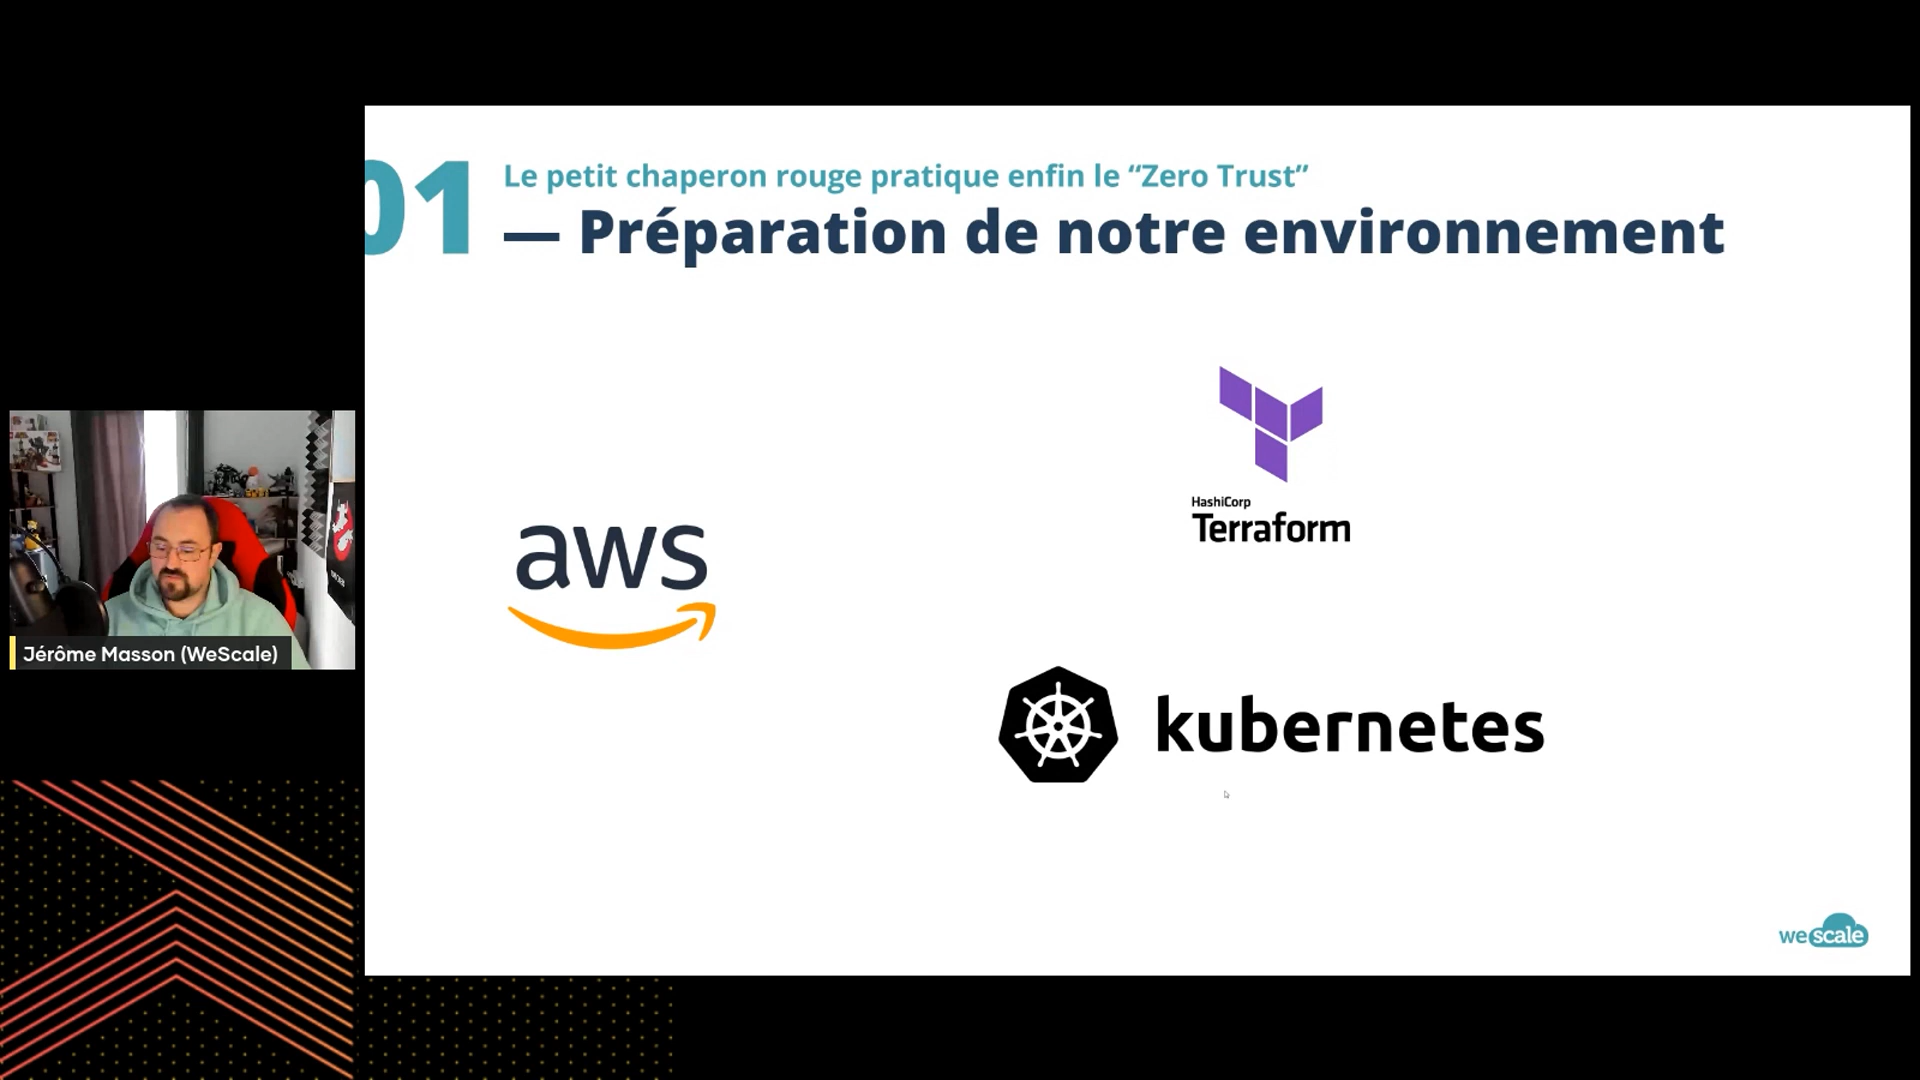 01
Le petit chaperon rouge pratique enfin le “Zero Trust”
— Préparation de notre environnement
HashiCorp
Terraform
aws
Jérôme Masson (WeScale)
kubernetes
wescale